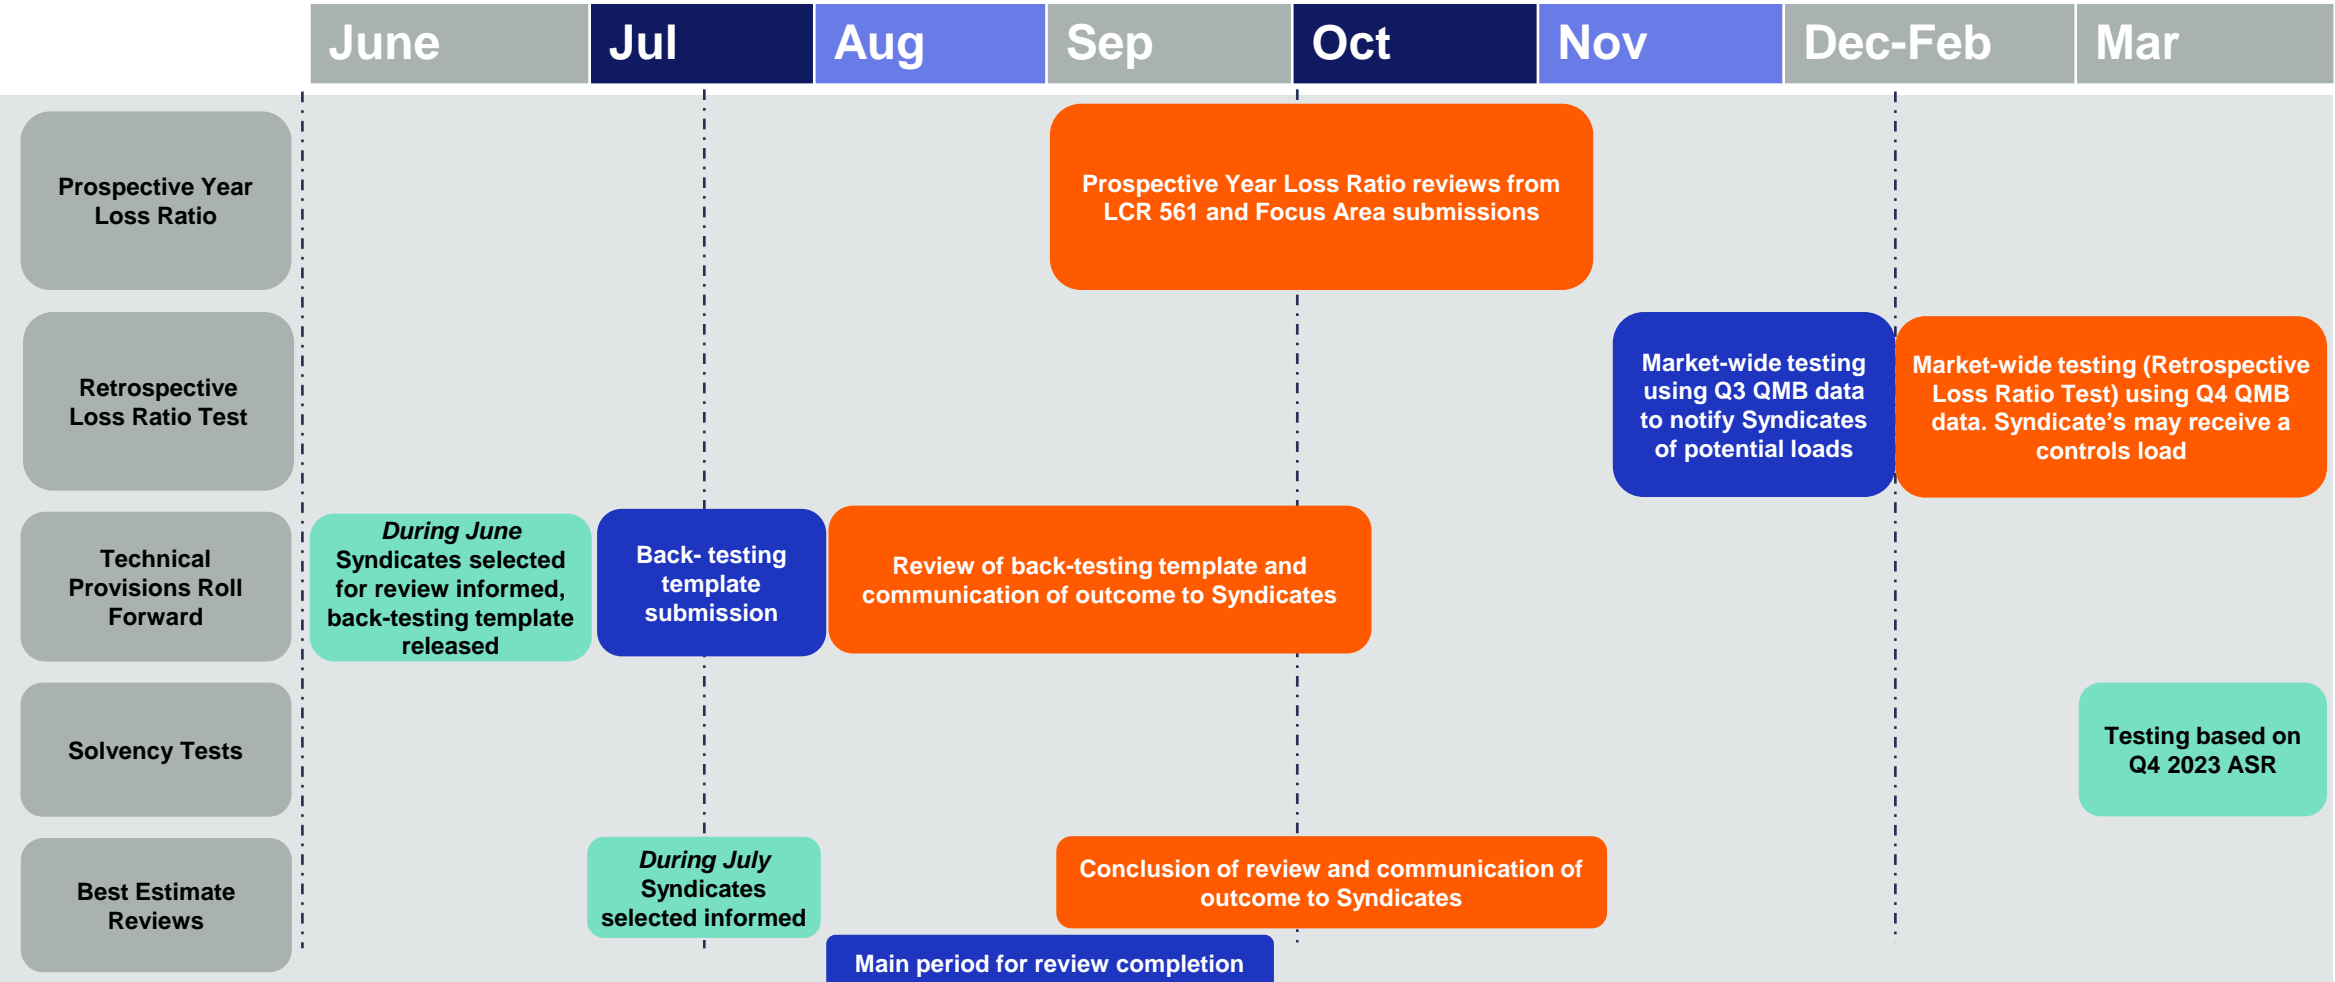 June
Jul
Aug
Sep
Oct
Nov
Dec-Feb
Mar
Prospective Year
Loss Ratio
Prospective Year Loss Ratio reviews from
LCR 561 and Focus Area submissions
Retrospective
Loss Ratio Test
Market-wide testing
using Q3 QMB data
to notify Syndicates
of potential loads
Market-wide testing (Retrospective
Loss Ratio Test) using Q4 QMB
data. Syndicate's may receive a
controls load
Technical
Provisions Roll
Forward
During June
Syndicates selected
for review informed,
back-testing template
released
Back- testing
template
submission
Review of back-testing template and
communication of outcome to Syndicates
Solvency Tests
Testing based on
Q4 2023 ASR
Best Estimate
Reviews
During July
Syndicates
selected informed
Conclusion of review and communication of
outcome to Syndicates
Main period for review completion